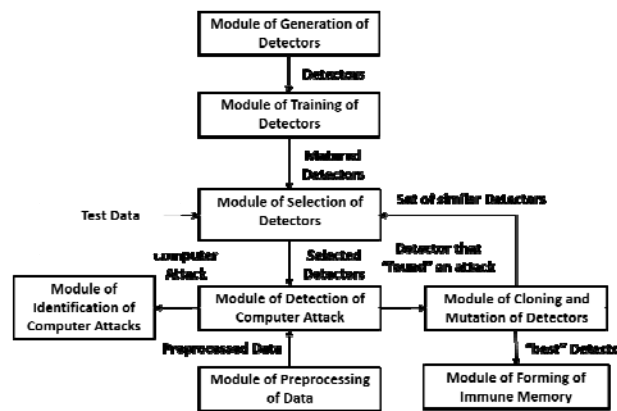 Module of Generation of
Detectors
Detectors
Module of Training of
Detectors
Matured
Detectors
Module of Selection of
Detectors
Test Data
Set of similar Detectors
Computer
Attack
Selected
Detectors
Detector that
"found" an attack
Module of
Identification of
Computer Attacks
Module of Detection of
Computer Attack
Module of Cloning and
Mutation of Detectors
Preprocessed Data
"best" Detecto
Module of Preprocessing
of Data
Module of Forming of
Immune Memory